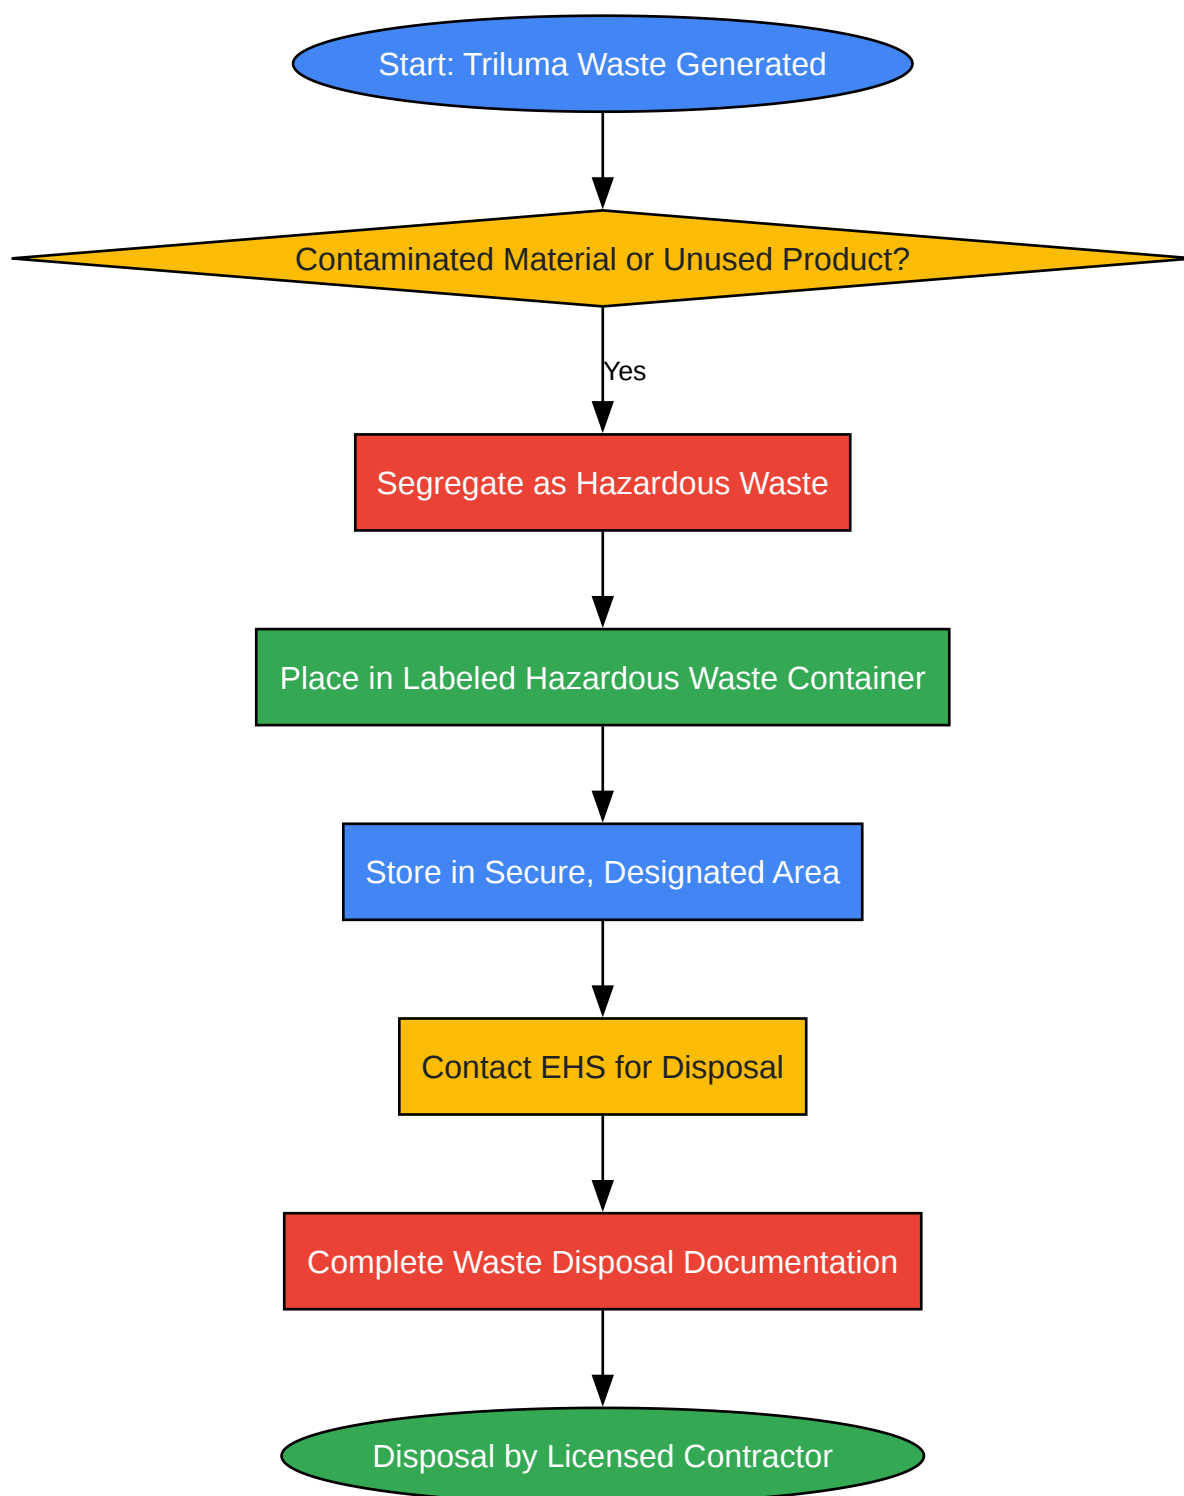 Start: Triluma Waste Generated
Contaminated Material or Unused Product?
Yes
Segregate as Hazardous Waste
Place in Labeled Hazardous Waste Container
Store in Secure, Designated Area
Contact EHS for Disposal
Complete Waste Disposal Documentation
Disposal by Licensed Contractor